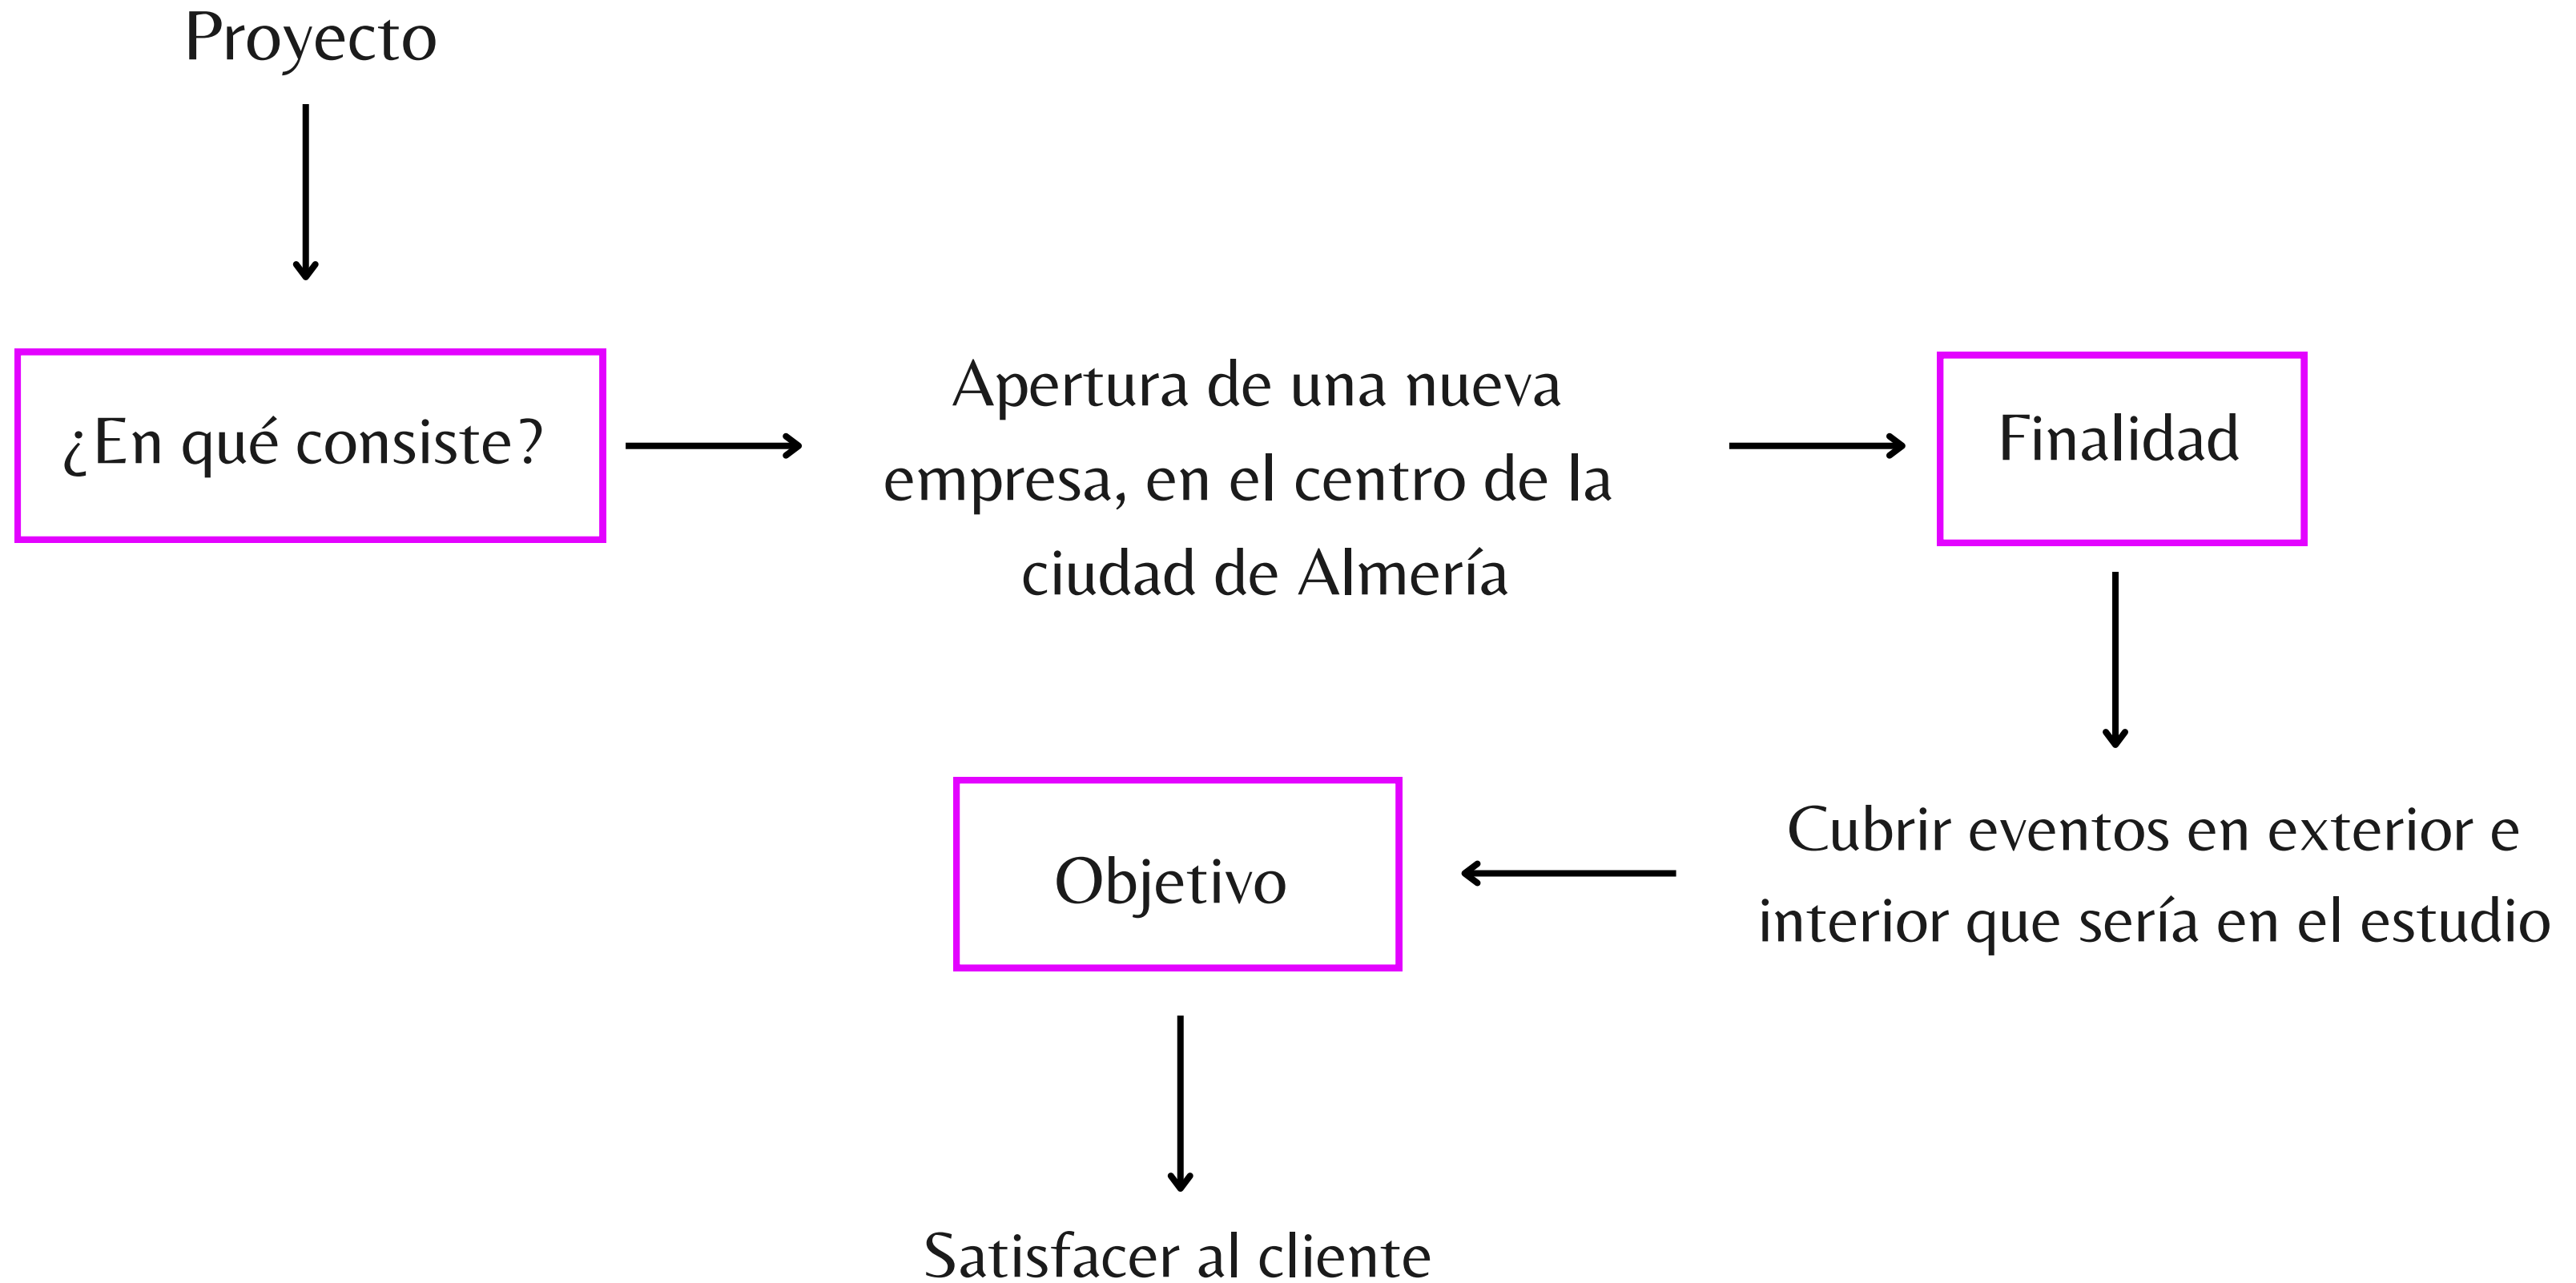 Proyecto
¿En qué consiste?
Apertura de una nueva
empresa, en el centro de la
ciudad de Almería
Finalidad
Cubrir eventos en exterior e
interior que sería en el estudio
Objetivo
Satisfacer al cliente